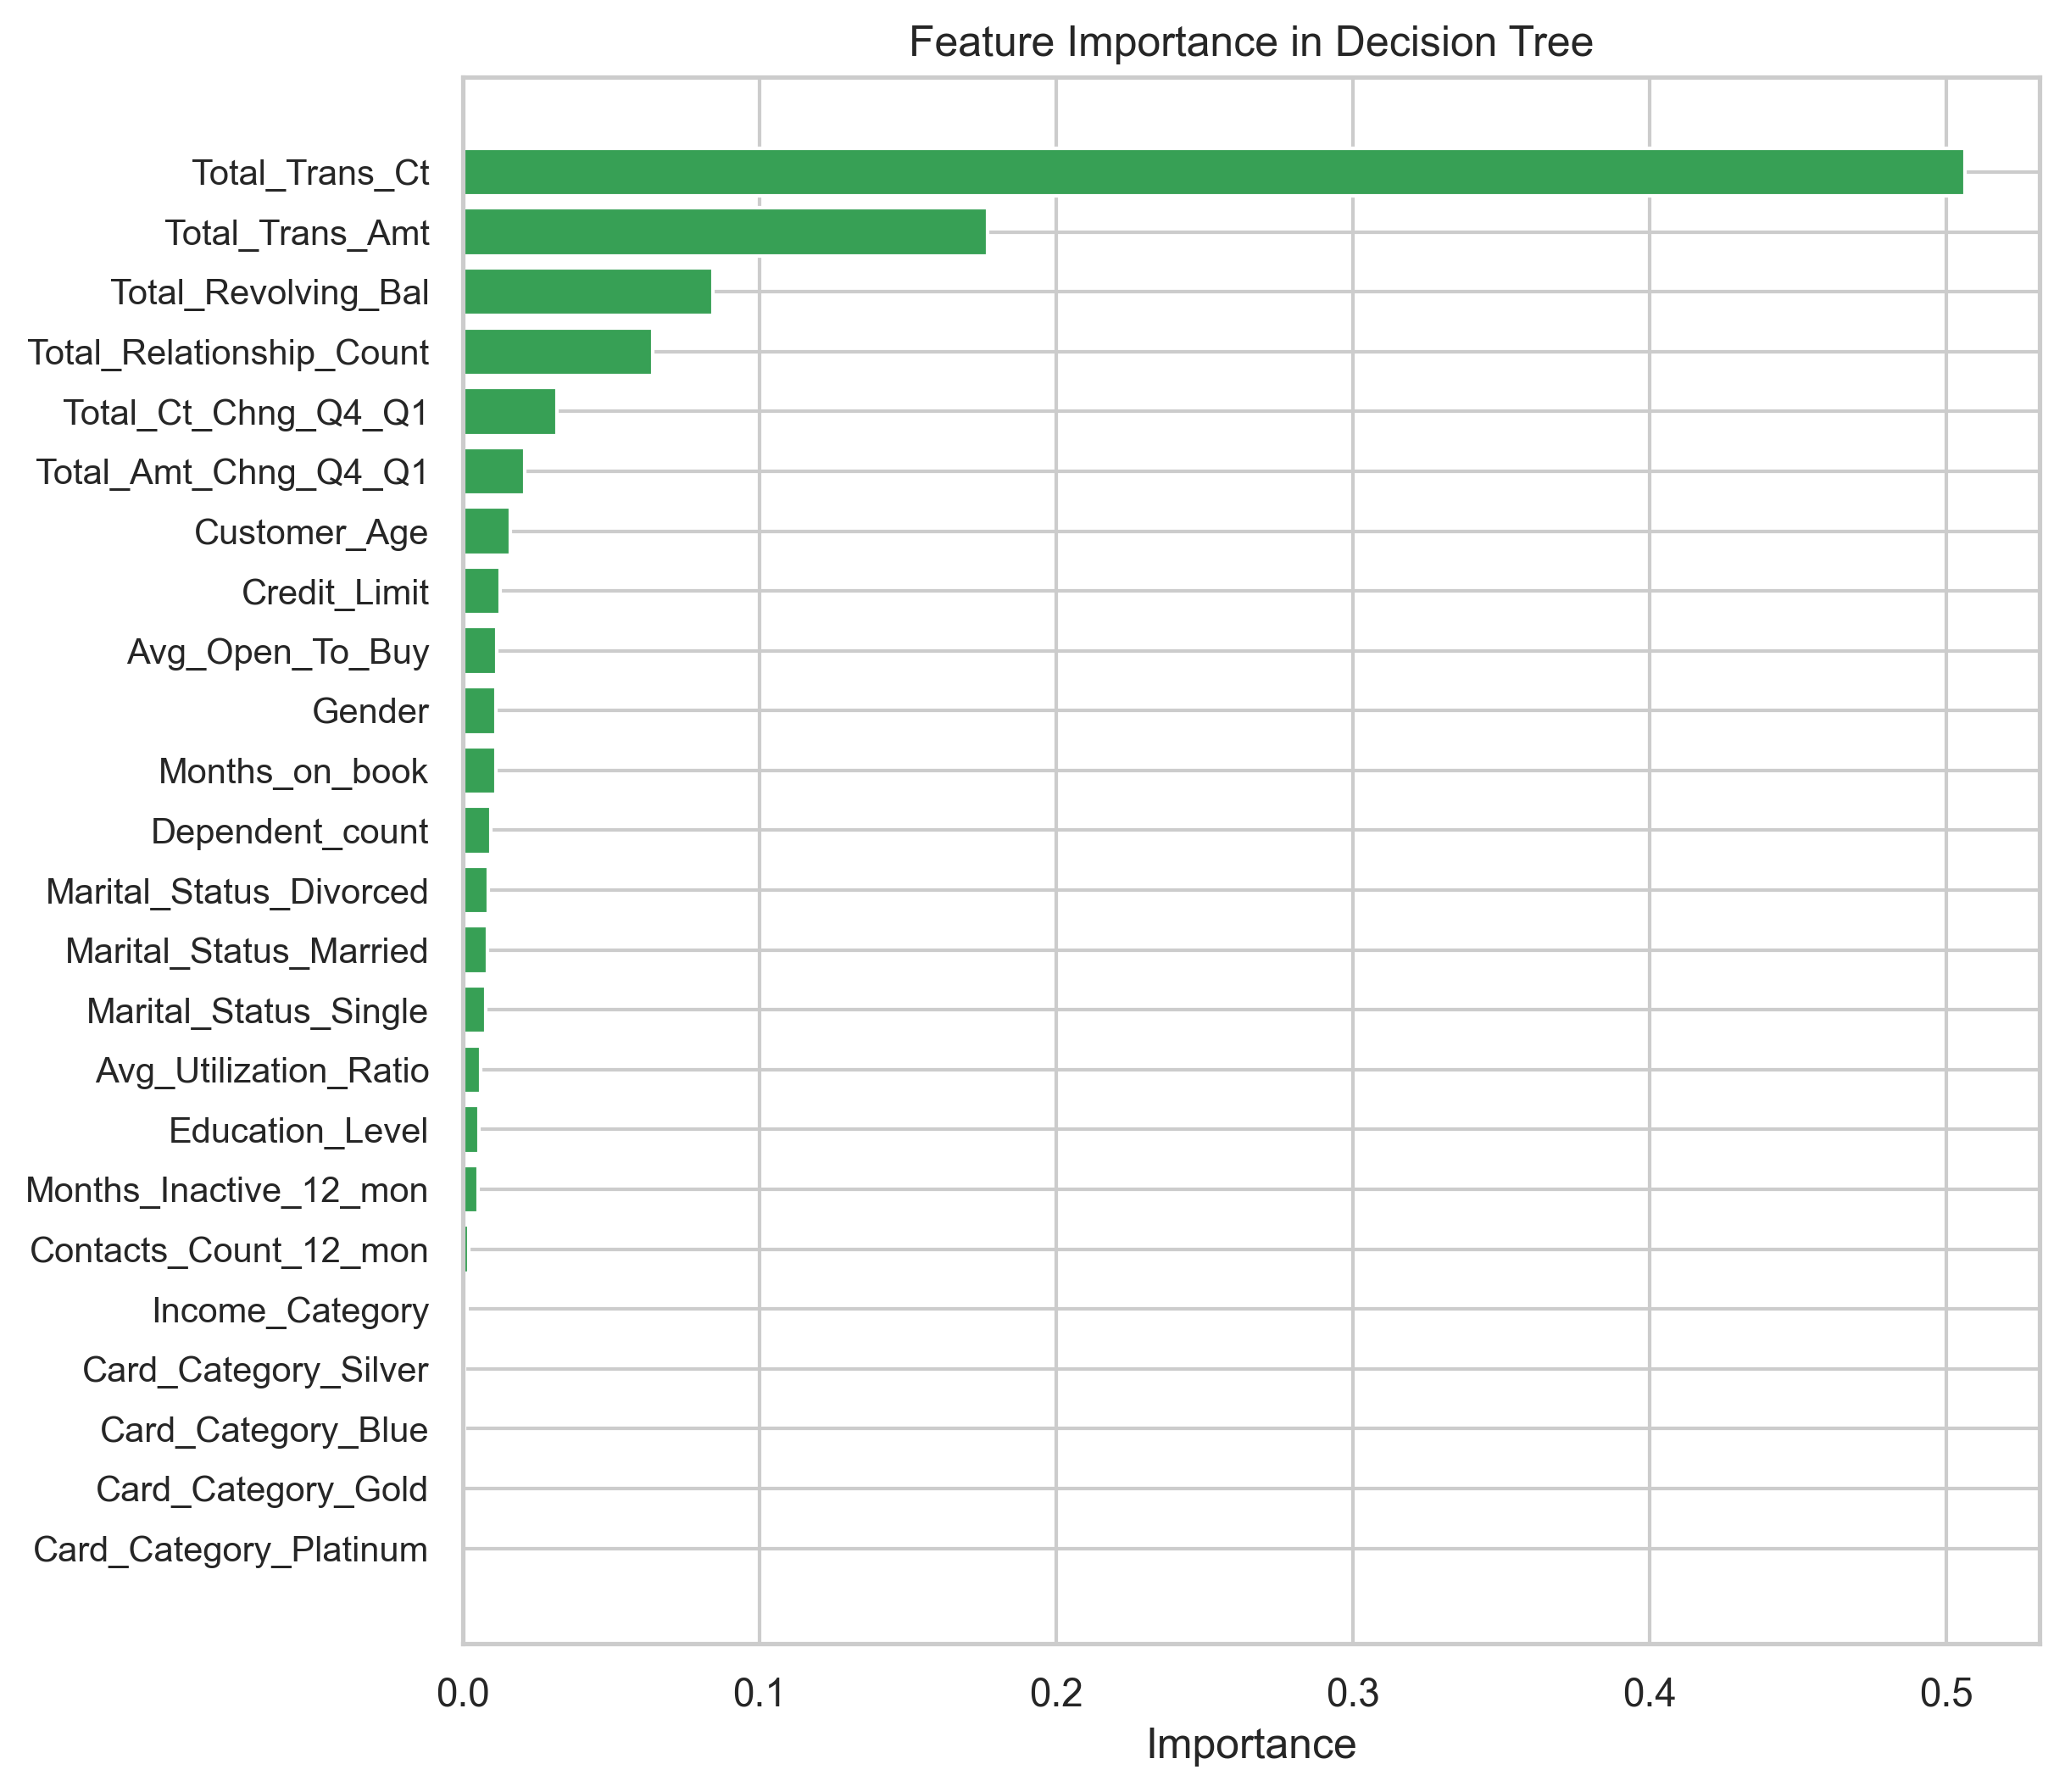 Feature Importance in Decision Tree
Total_Trans_Ct
Total_Trans_Amt
Total_Revolving_Bal
Total_Relationship_Count
Total_Ct_Chng_Q4_Q1
Total_Amt_Chng_Q4_Q1
Customer_Age
Credit_Limit
Avg_Open_To_Buy
Gender
Months_on_book
Dependent_count
Marital_Status_Divorced
Marital_Status_Married
Marital_Status_Single
Avg_Utilization_Ratio
Education_Level
Months_Inactive_12_mon
Contacts_Count_12_mon
Income_Category
Card_Category_Silver
Card_Category_Blue
Card_Category_Gold
Card_Category_Platinum
0.0 0.1 0.2 0.3 0.4 0.5
Importance